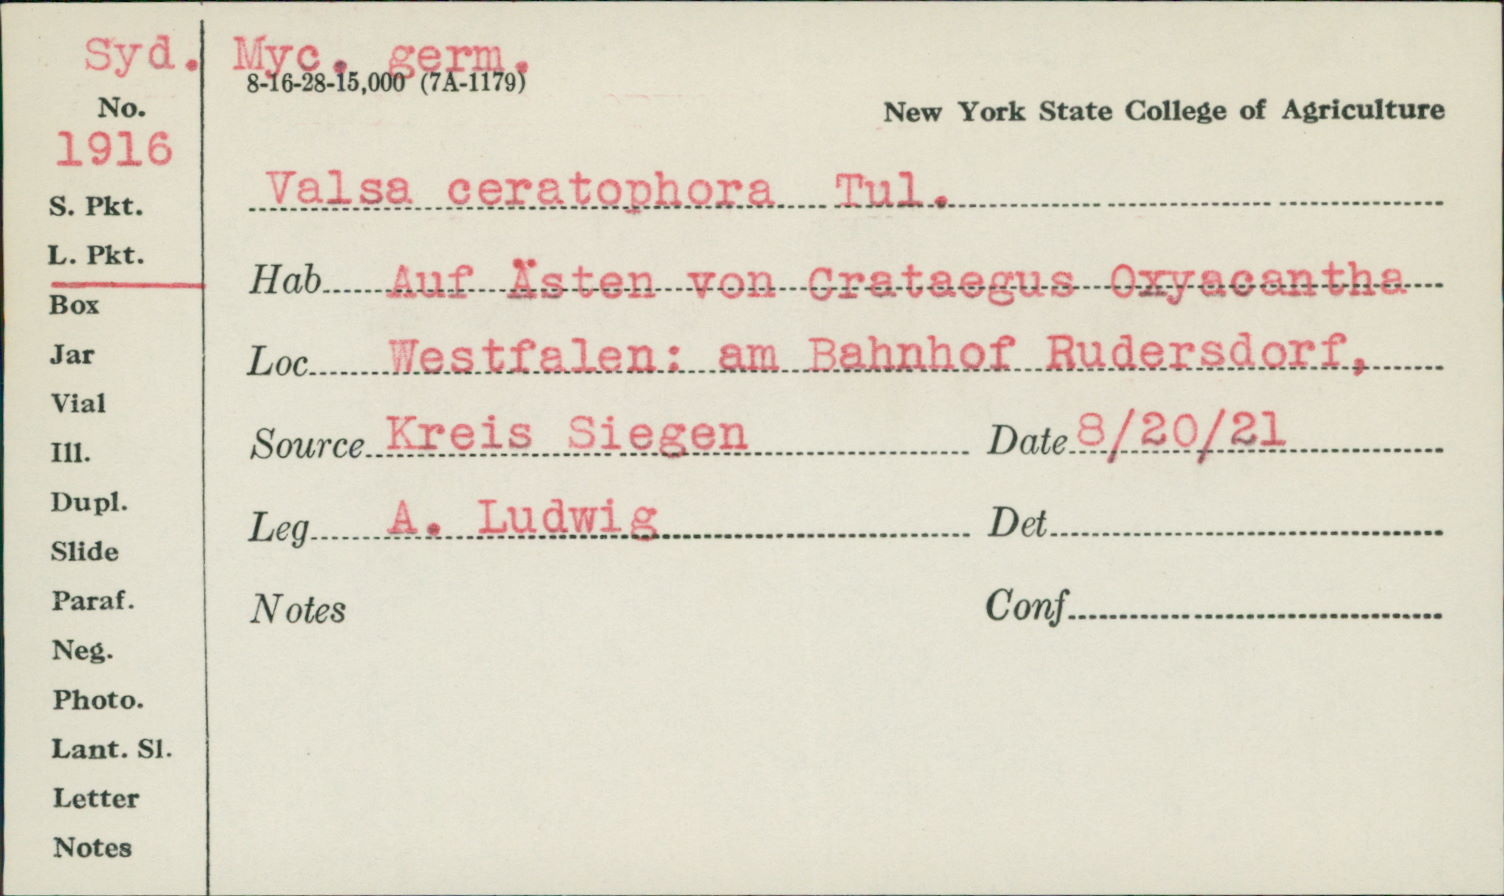 Syd. Myc. germ.
8-16-28-15,000 (7A-1179)
No.
New York State College of Agriculture
1916
Valsa ceratophora Tul.
S. Pkt.
L. Pkt.
Hab. Auf Ästen von Crataegus Oxyacantha
Box
Jar
Loc. Westfalen: am Bahnhof Rudersdorf,
Vial
Source Kreis Siegen Date 8/20/21
Ill.
Dupl.
Leg. A. Ludwig Det.
Slide
Paraf.
Notes Conf.
Neg.
Photo.
Lant. Sl.
Letter
Notes